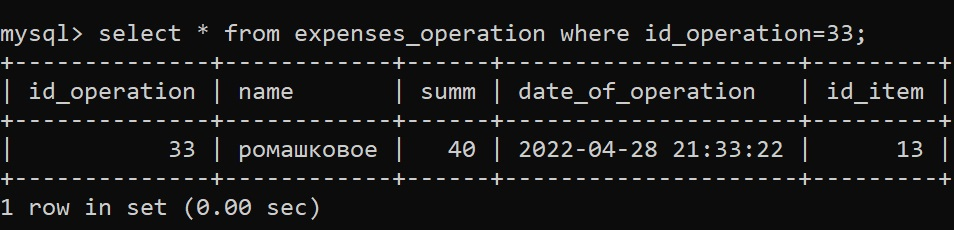 mysql> select * from expenses_operation where id_operation=33;
+--------------+------------+------+---------------------+---------+
| id_operation | name       | summ | date_of_operation   | id_item |
+--------------+------------+------+---------------------+---------+
|           33 | ромашковое |   40 | 2022-04-28 21:33:22 |      13 |
+--------------+------------+------+---------------------+---------+
1 row in set (0.00 sec)